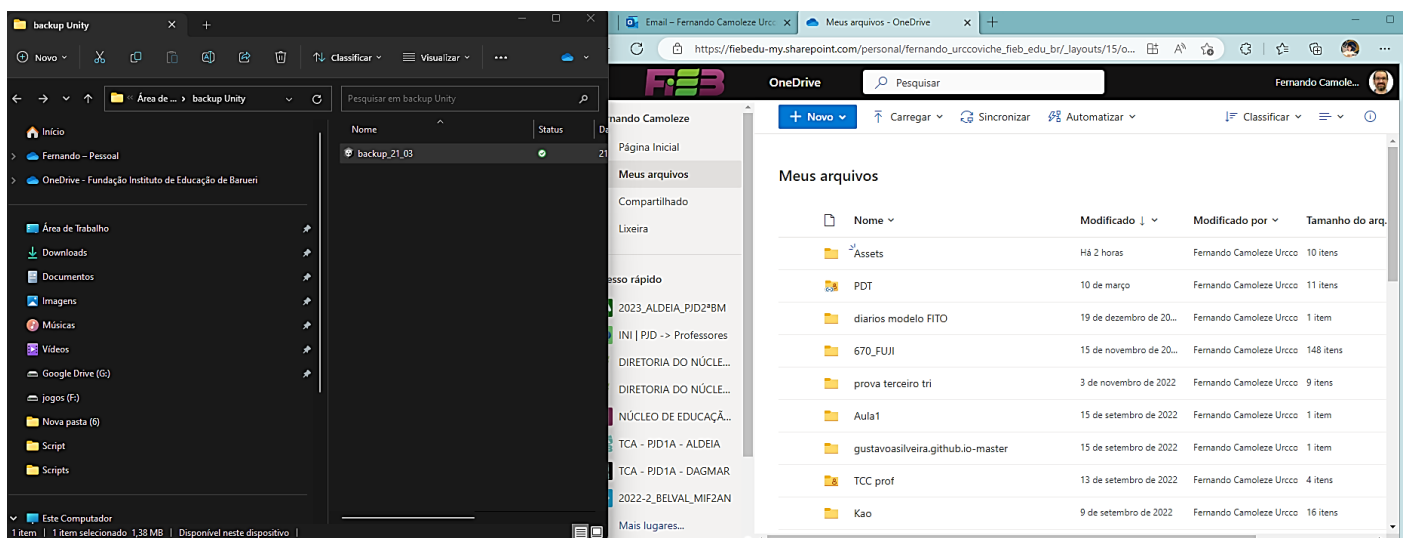 backup Unity
Novo
Classificar
Visualizar
Área de ... > backup Unity
Pesquisar em backup Unity
Início
Fernando – Pessoal
OneDrive - Fundação Instituto de Educação de Barueri
Área de Trabalho
Downloads
Documentos
Imagens
Músicas
Vídeos
Google Drive (G:)
jogos (F:)
Nova pasta (6)
Script
Scripts
Este Computador
Nome Status Da
backup_21_03 21
1 item | 1 item selecionado 1,38 MB | Disponível neste dispositivo |
Email – Fernando Camoleze Urcc
Meus arquivos - OneDrive
https://fiebedu-my.sharepoint.com/personal/fernando_urccoviche_fieb_edu_br/_layouts/15/o...
FiEB
OneDrive
Pesquisar
Fernando Camole...
nando Camoleze
Página Inicial
Meus arquivos
Compartilhado
Lixeira
esso rápido
2023_ALDEIA_PJD2ªBM
INI | PJD -> Professores
DIRETORIA DO NÚCLE...
DIRETORIA DO NÚCLE...
NÚCLEO DE EDUCAÇÃ...
TCA - PJD1A - ALDEIA
TCA - PJD1A - DAGMAR
2022-2_BELVAL_MIF2AN
Mais lugares...
+ Novo
Carregar
Sincronizar
Automatizar
Classificar
Meus arquivos
Nome Modificado ↓ Modificado por Tamanho do arq.
Assets Há 2 horas Fernando Camoleze Urcco 10 itens
PDT 10 de março Fernando Camoleze Urcco 11 itens
diarios modelo FITO 19 de dezembro de 20... Fernando Camoleze Urcco 1 item
670_FUJI 15 de novembro de 20... Fernando Camoleze Urcco 148 itens
prova terceiro tri 3 de novembro de 2022 Fernando Camoleze Urcco 9 itens
Aula1 15 de setembro de 2022 Fernando Camoleze Urcco 1 item
gustavoasilveira.github.io-master 15 de setembro de 2022 Fernando Camoleze Urcco 1 item
TCC prof 13 de setembro de 2022 Fernando Camoleze Urcco 4 itens
Kao 9 de setembro de 2022 Fernando Camoleze Urcco 16 itens